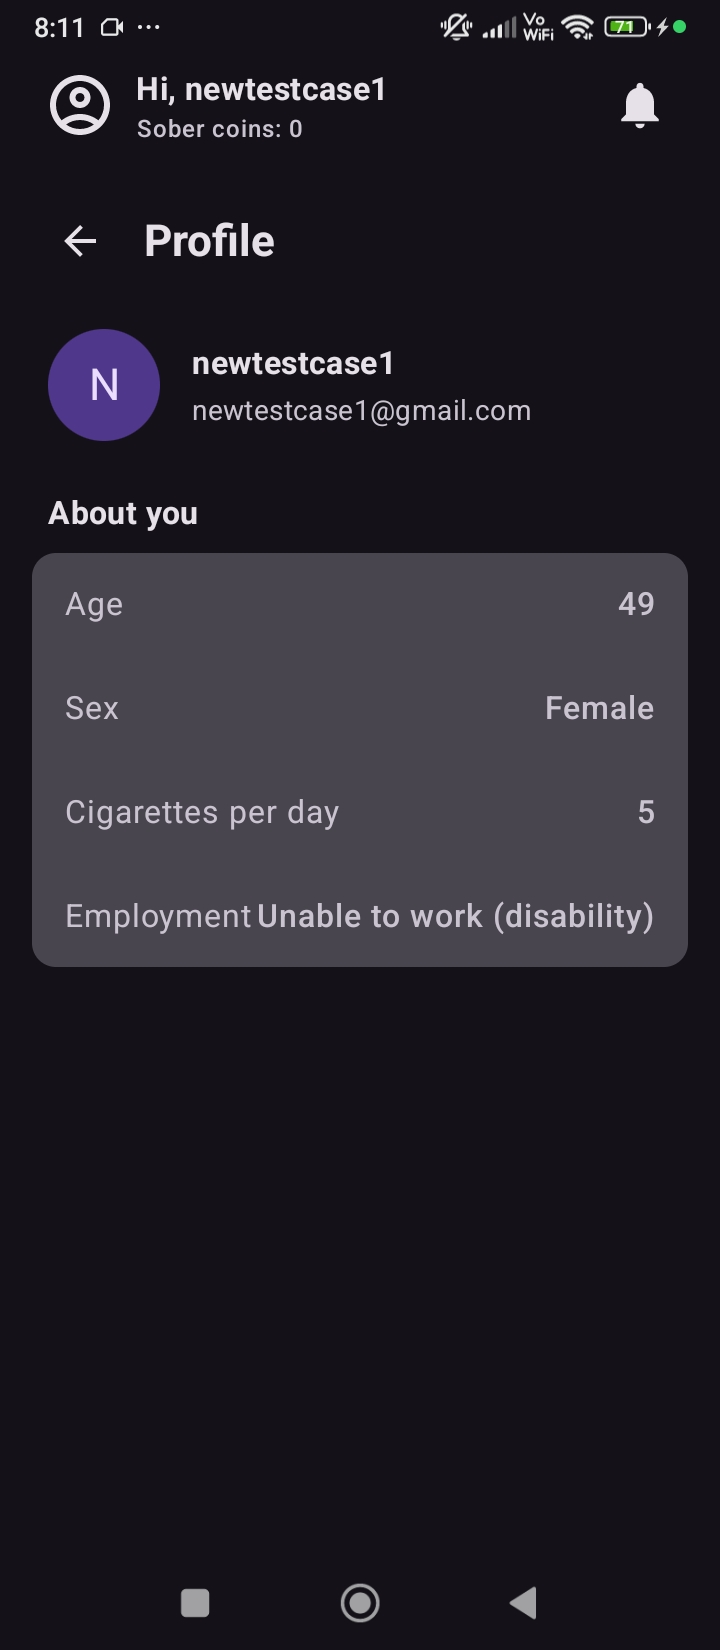 8:11
Vo
WiFi
71
Hi, newtestcase1
Sober coins: 0
Profile
N
newtestcase1
newtestcase1@gmail.com
About you
Age 49
Sex Female
Cigarettes per day 5
Employment Unable to work (disability)